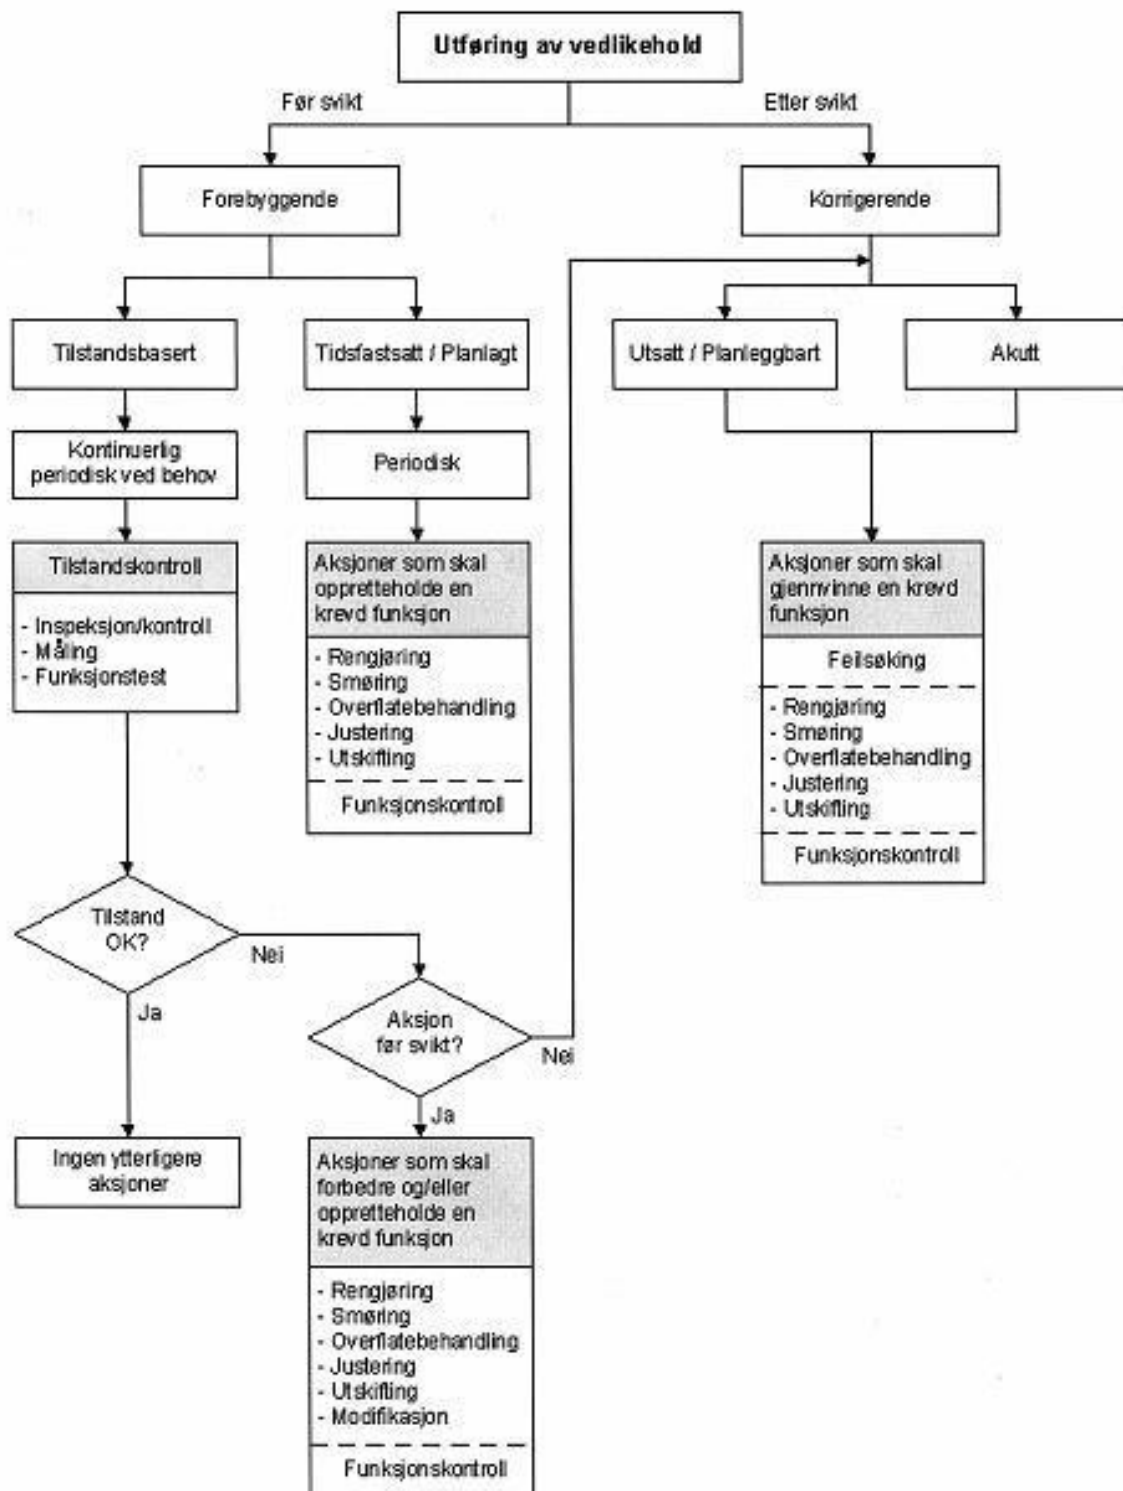 Utføring av vedlikehold
Før svikt
Etter svikt
Forebyggende
Korrigerende
Tilstandsbasert
Tidsfastsatt / Planlagt
Utsatt / Planleggbart
Akutt
Kontinuerlig
periodisk ved behov
Periodisk
Tilstandskontroll
- Inspeksjon/kontroll
- Måling
- Funksjonstest
Aksjoner som skal
opprettholde en
krevd funksjon
- Rengjøring
- Smøring
- Overflatebehandling
- Justering
- Utskifting
Funksjonskontroll
Aksjoner som skal
gjennvinne en krevd
funksjon
Feilsøking
- Rengjøring
- Smøring
- Overflatebehandling
- Justering
- Utskifting
Funksjonskontroll
Tilstand
OK?
Nei
Ja
Aksjon
før svikt?
Nei
Ja
Ingen ytterligere
aksjoner
Aksjoner som skal
forbedre og/eller
opprettholde en
krevd funksjon
- Rengjøring
- Smøring
- Overflatebehandling
- Justering
- Utskifting
- Modifikasjon
Funksjonskontroll